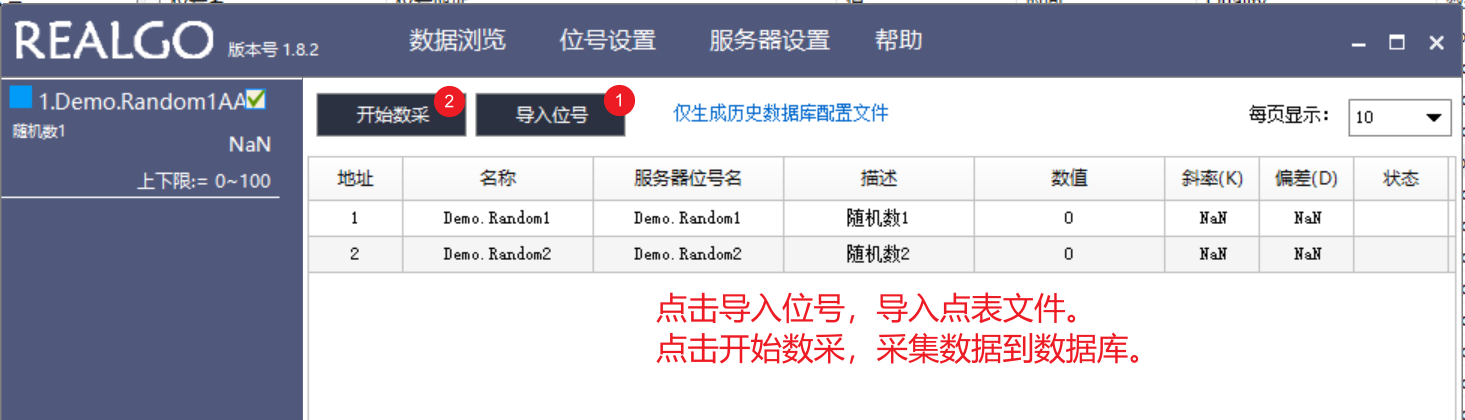 REALGO 版本号 1.8.2 数据浏览 位号设置 服务器设置 帮助
1.Demo.Random1AA
随机数1
NaN
上下限:= 0~100
开始数采 2 导入位号 1 仅生成历史数据库配置文件 每页显示： 10
地址 名称 服务器位号名 描述 数值 斜率(K) 偏差(D) 状态
1 Demo.Random1 Demo.Random1 随机数1 0 NaN NaN
2 Demo.Random2 Demo.Random2 随机数2 0 NaN NaN
点击导入位号，导入点表文件。
点击开始数采，采集数据到数据库。